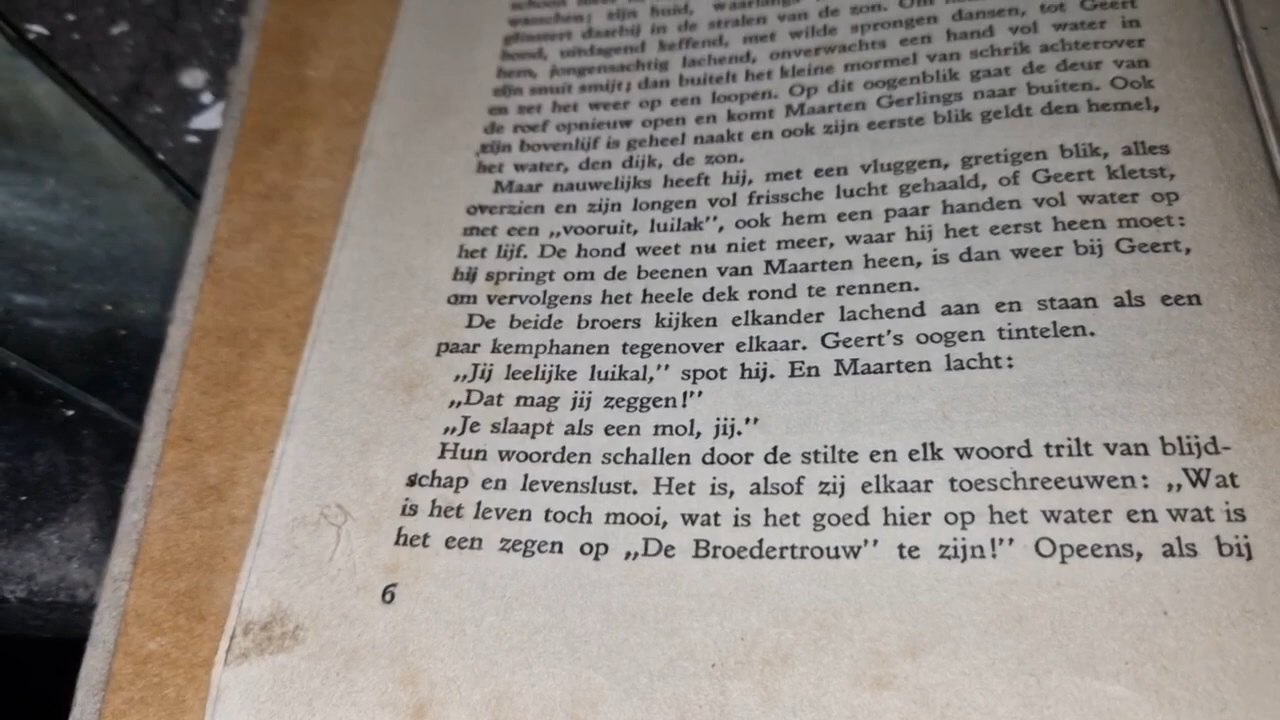 wasschen; zijn huid,
glinstert daarbij in de stralen van de zon. Om
hond, uitdagend keffend, met wilde sprongen dansen, tot Geert
hem, jongensachtig lachend, onverwachts een hand vol water in
zijn snuit smijt; dan buitelt het kleine mormel van schrik achterover
en zet het weer op een loopen. Op dit oogenblik gaat de deur van
de roef opnieuw open en komt Maarten Gerlings naar buiten. Ook
zijn bovenlijf is geheel naakt en ook zijn eerste blik geldt den hemel,
het water, den dijk, de zon.
Maar nauwelijks heeft hij, met een vluggen, gretigen blik, alles
overzien en zijn longen vol frissche lucht gehaald, of Geert kletst,
met een „vooruit, luilak”, ook hem een paar handen vol water op
het lijf. De hond weet nu niet meer, waar hij het eerst heen moet:
hij springt om de beenen van Maarten heen, is dan weer bij Geert,
om vervolgens het heele dek rond te rennen.
De beide broers kijken elkander lachend aan en staan als een
paar kemphanen tegenover elkaar. Geert's oogen tintelen.
„Jij leelijke luikal,” spot hij. En Maarten lacht:
„Dat mag jij zeggen!”
„Je slaapt als een mol, jij.”
Hun woorden schallen door de stilte en elk woord trilt van blijd-
schap en levenslust. Het is, alsof zij elkaar toeschreeuwen: „Wat
is het leven toch mooi, wat is het goed hier op het water en wat is
het een zegen op „De Broedertrouw” te zijn!” Opeens, als bij
6